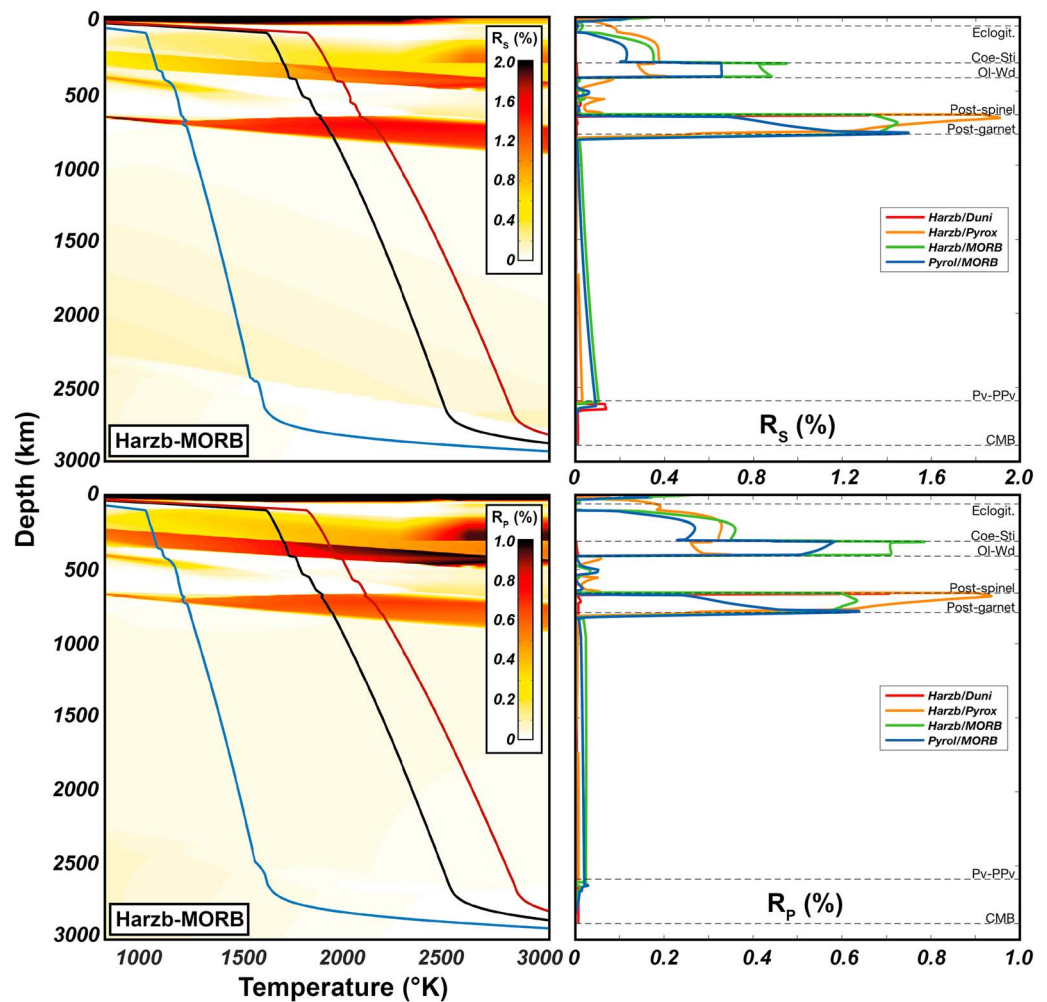 0
500
1000
1500
2000
2500
3000
R_S (%)
2.0
1.6
1.2
0.8
0.4
0
Harzb-MORB
Eclogit.
Coe-Sti
Ol-Wd
Post-spinel
Post-garnet
Harzb/Duni
Harzb/Pyrox
Harzb/MORB
Pyrol/MORB
Pv-PPv
R_S (%)
CMB
0 0.4 0.8 1.2 1.6 2.0
Depth (km)
0
500
1000
1500
2000
2500
3000
R_P (%)
1.0
0.8
0.6
0.4
0.2
0
Harzb-MORB
1000 1500 2000 2500 3000
Temperature (°K)
Eclogit.
Coe-Sti
Ol-Wd
Post-spinel
Post-garnet
Harzb/Duni
Harzb/Pyrox
Harzb/MORB
Pyrol/MORB
Pv-PPv
R_P (%)
CMB
0 0.2 0.4 0.6 0.8 1.0